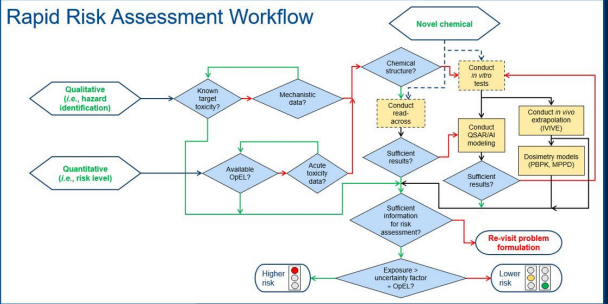 Rapid Risk Assessment Workflow
Novel chemical
Qualitative
(i.e., hazard
identification)
Known
target
toxicity?
Mechanistic
data?
Chemical
structure?
Conduct
in vitro
tests
Conduct
read-
across
Conduct
QSAR/AI
modeling
Conduct in vivo
extrapolation
(IVIVE)
Dosimetry models
(PBPK, MPPD)
Quantitative
(i.e., risk level)
Available
OpEL?
Acute
toxicity
data?
Sufficient
results?
Sufficient
results?
Sufficient
information
for risk
assessment?
Re-visit problem
formulation
Higher
risk
Exposure >
uncertainty factor
÷ OpEL?
Lower
risk